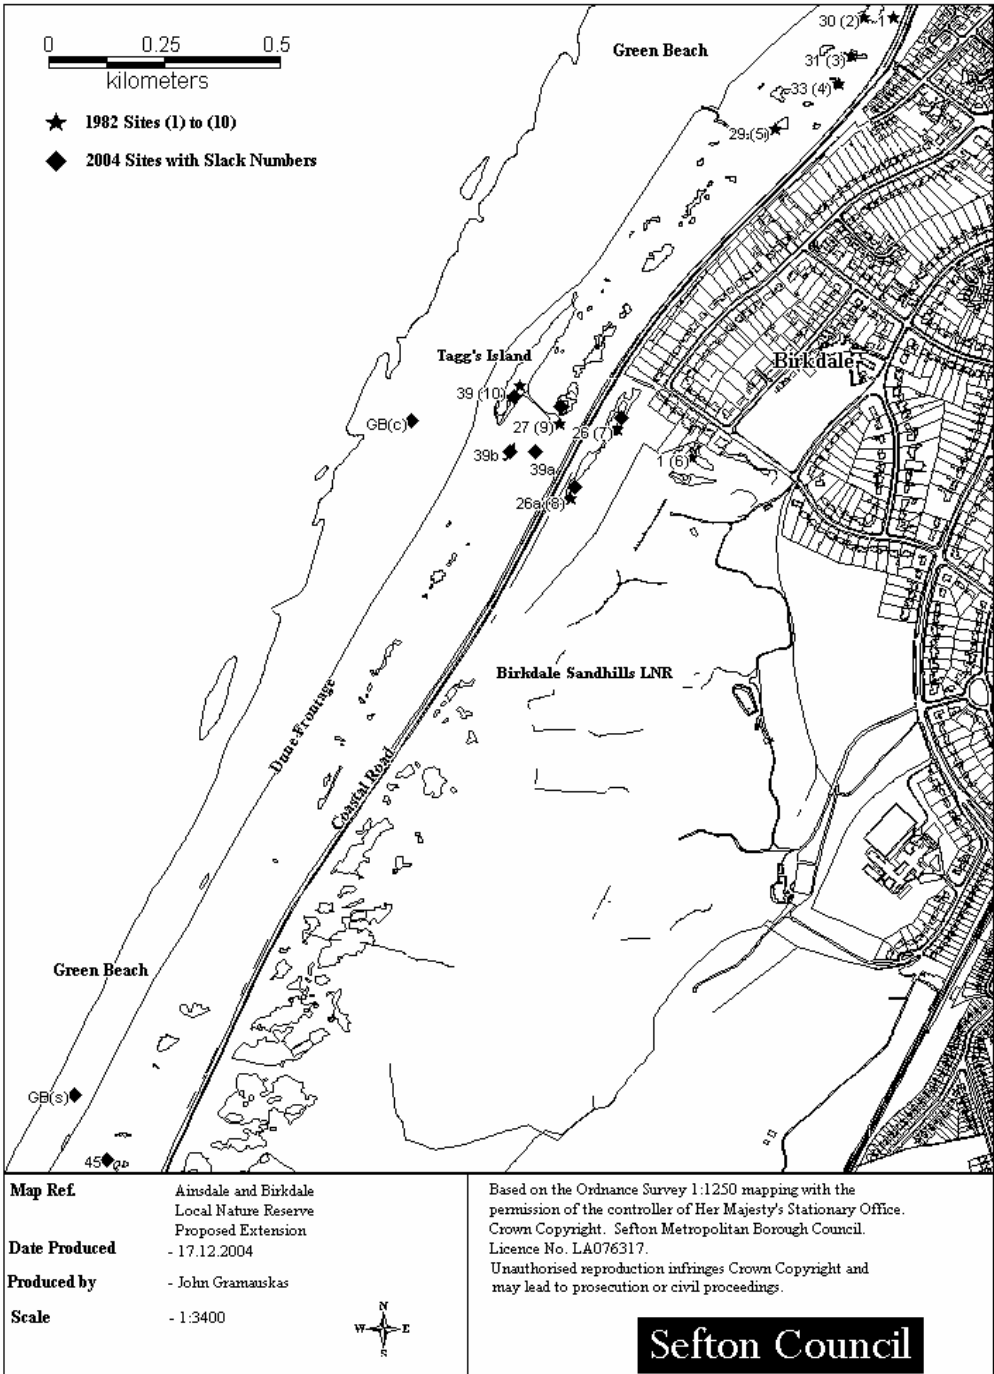 0 0.25 0.5
kilometers
1982 Sites (1) to (10)
2004 Sites with Slack Numbers
Green Beach
30 (2) 1
31 (3)
33 (4)
29 (5)
Birkdale
Tagg's Island
39 (10)
GB(c)
27 (9)
26 (7)
39b
39a
1 (6)
26a (8)
Birkdale Sandhills LNR
Dune Frontage
Coastal Road
Green Beach
GB(s)
45
Map Ref. Ainsdale and Birkdale
Local Nature Reserve
Proposed Extension
Date Produced - 17.12.2004
Produced by - John Gramauskas
Scale - 1:3400
N
W E
S
Based on the Ordnance Survey 1:1250 mapping with the
permission of the controller of Her Majesty's Stationary Office.
Crown Copyright. Sefton Metropolitan Borough Council.
Licence No. LA076317.
Unauthorised reproduction infringes Crown Copyright and
may lead to prosecution or civil proceedings.
Sefton Council